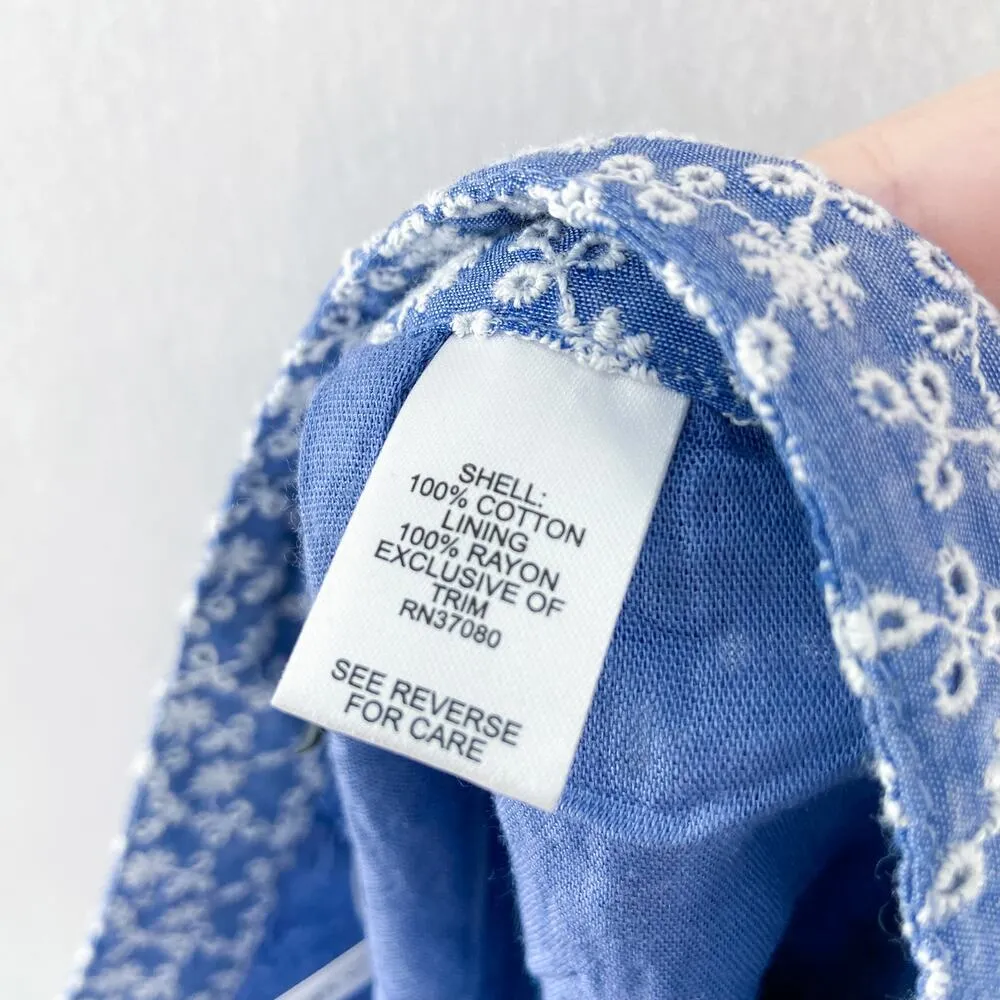 SHELL:
100% COTTON
LINING
100% RAYON
EXCLUSIVE OF
TRIM
RN37080
SEE REVERSE
FOR CARE